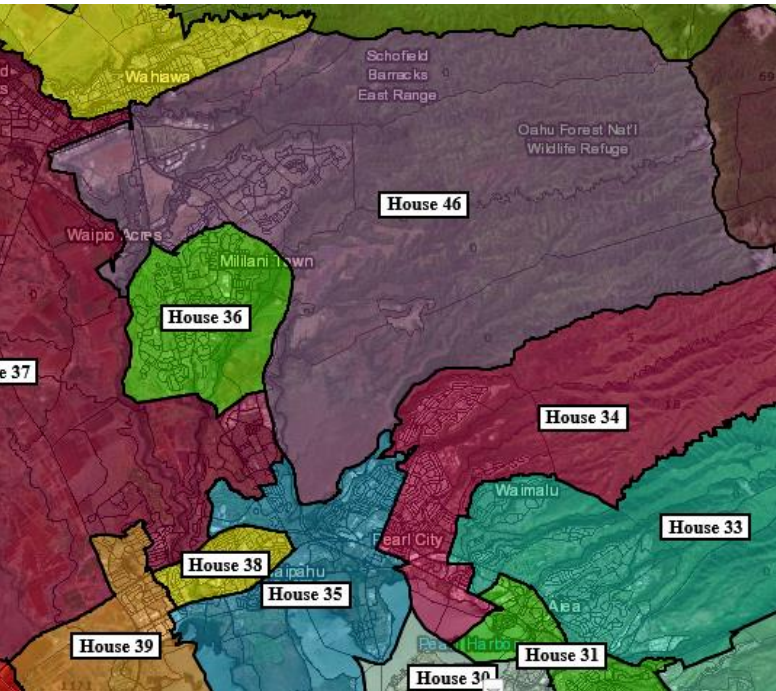 Schofield
Barracks
East Range
Wahiawa
Oahu Forest Nat'l
Wildlife Refuge
House 46
Waipio Acres
Mililani Town
House 36
e 37
House 34
Waimalu
House 33
Pearl City
House 38
aipahu
House 35
Aiea
House 39
Pearl Harbo
House 31
House 30